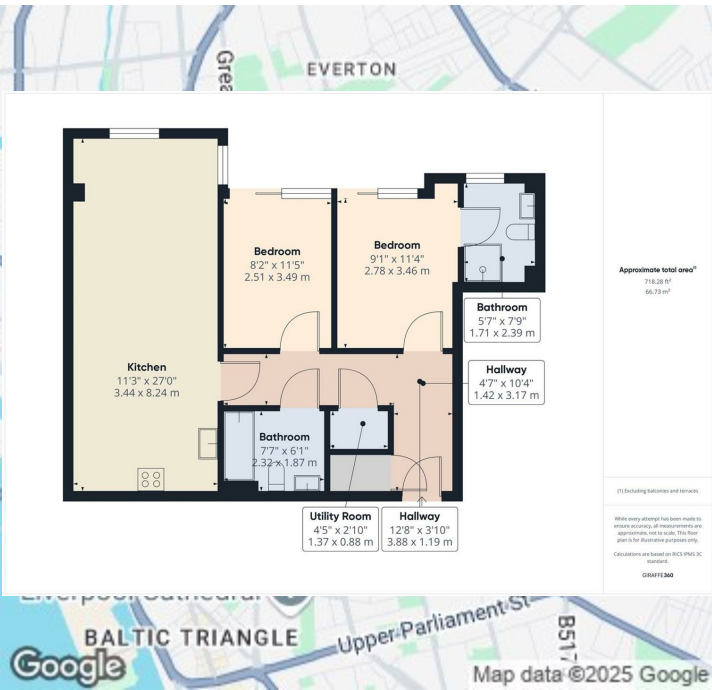 Grea
EVERTON
Bedroom
8'2" x 11'5"
2.51 x 3.49 m
Bedroom
9'1" x 11'4"
2.78 x 3.46 m
Bathroom
5'7" x 7'9"
1.71 x 2.39 m
Kitchen
11'3" x 27'0"
3.44 x 8.24 m
Hallway
4'7" x 10'4"
1.42 x 3.17 m
Bathroom
7'7" x 6'1"
2.32 x 1.87 m
Utility Room
4'5" x 2'10"
1.37 x 0.88 m
Hallway
12'8" x 3'10"
3.88 x 1.19 m
Approximate total area(1)
718.28 ft²
66.73 m²
(1) Excluding balconies and terraces
While every attempt has been made to
ensure accuracy, all measurements are
approximate, not to scale. This floor
plan is for illustrative purposes only.
Calculations are based on RICS IPMS 3C
standard.
GIRAFFE360
Liverpool Cathedral
BALTIC TRIANGLE
Upper Parliament St
B517
Google
Map data ©2025 Google